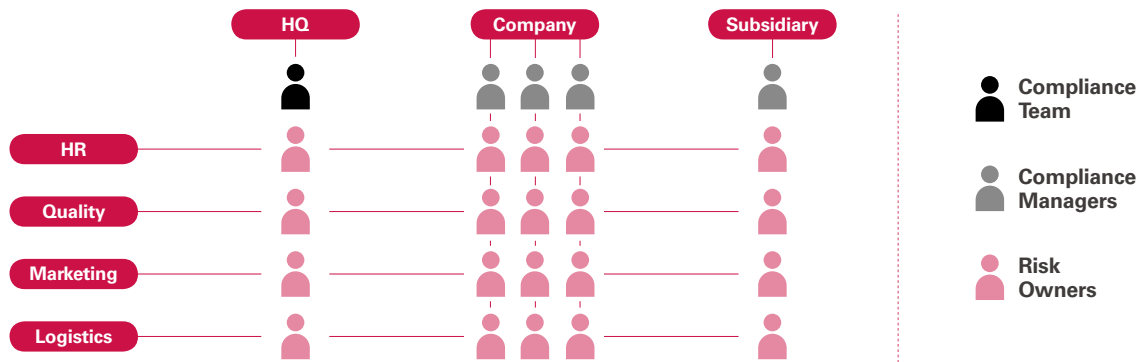 HQ
Company
Subsidiary
HR
Quality
Marketing
Logistics
Compliance
Team
Compliance
Managers
Risk
Owners